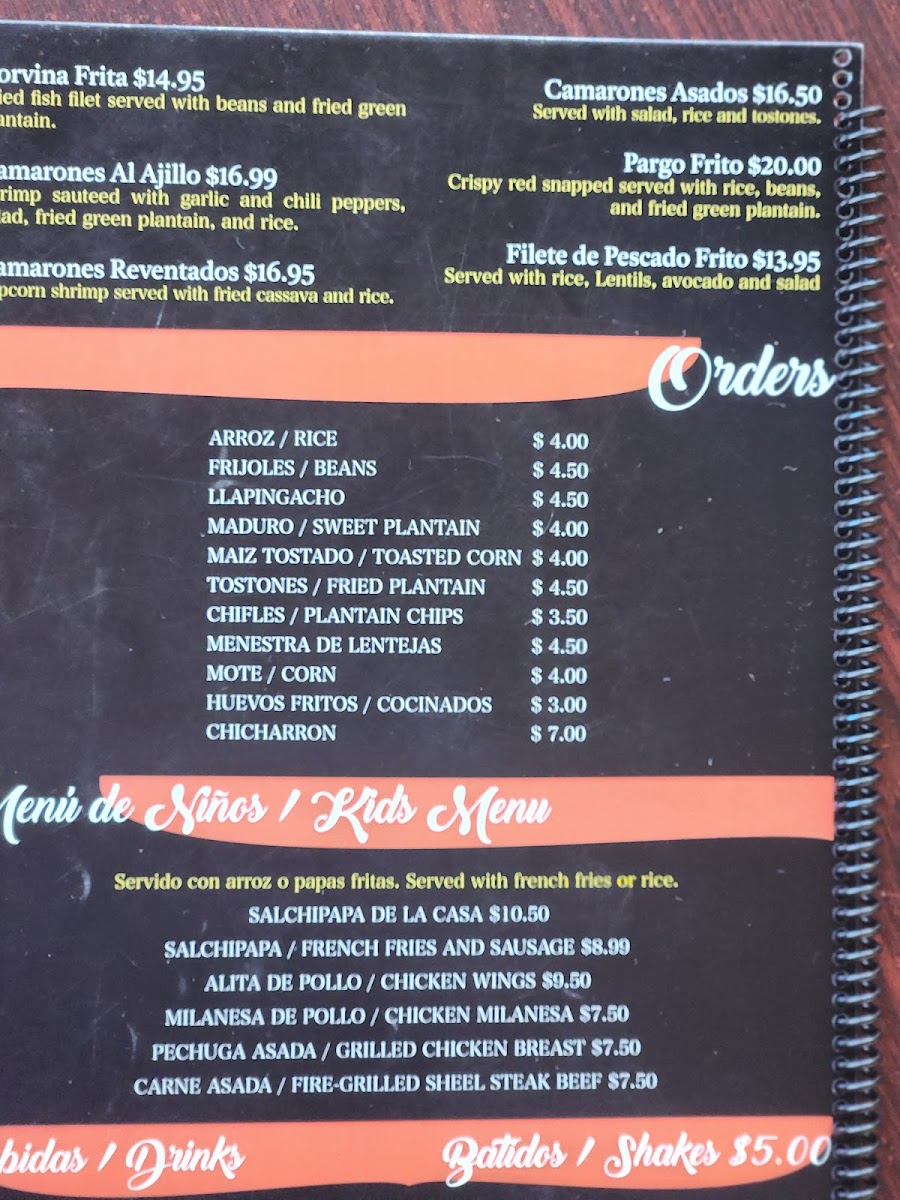 orvina Frita $14.95
ied fish filet served with beans and fried green
antain.
amarones Al Ajillo $16.99
rimp sauteed with garlic and chili peppers,
lad, fried green plantain, and rice.
amarones Reventados $16.95
pcorn shrimp served with fried cassava and rice.
Camarones Asados $16.50
Served with salad, rice and tostones.
Pargo Frito $20.00
Crispy red snapped served with rice, beans,
and fried green plantain.
Filete de Pescado Frito $13.95
Served with rice, Lentils, avocado and salad
Orders
ARROZ / RICE $ 4.00
FRIJOLES / BEANS $ 4.50
LLAPINGACHO $ 4.50
MADURO / SWEET PLANTAIN $ 4.00
MAIZ TOSTADO / TOASTED CORN $ 4.00
TOSTONES / FRIED PLANTAIN $ 4.50
CHIFLES / PLANTAIN CHIPS $ 3.50
MENESTRA DE LENTEJAS $ 4.50
MOTE / CORN $ 4.00
HUEVOS FRITOS / COCINADOS $ 3.00
CHICHARRON $ 7.00
Menú de Niños / Kids Menu
Servido con arroz o papas fritas. Served with french fries or rice.
SALCHIPAPA DE LA CASA $10.50
SALCHIPAPA / FRENCH FRIES AND SAUSAGE $8.99
ALITA DE POLLO / CHICKEN WINGS $9.50
MILANESA DE POLLO / CHICKEN MILANESA $7.50
PECHUGA ASADA / GRILLED CHICKEN BREAST $7.50
CARNE ASADA / FIRE-GRILLED SHEEL STEAK BEEF $7.50
bidas / Drinks
Batidos / Shakes $5.00